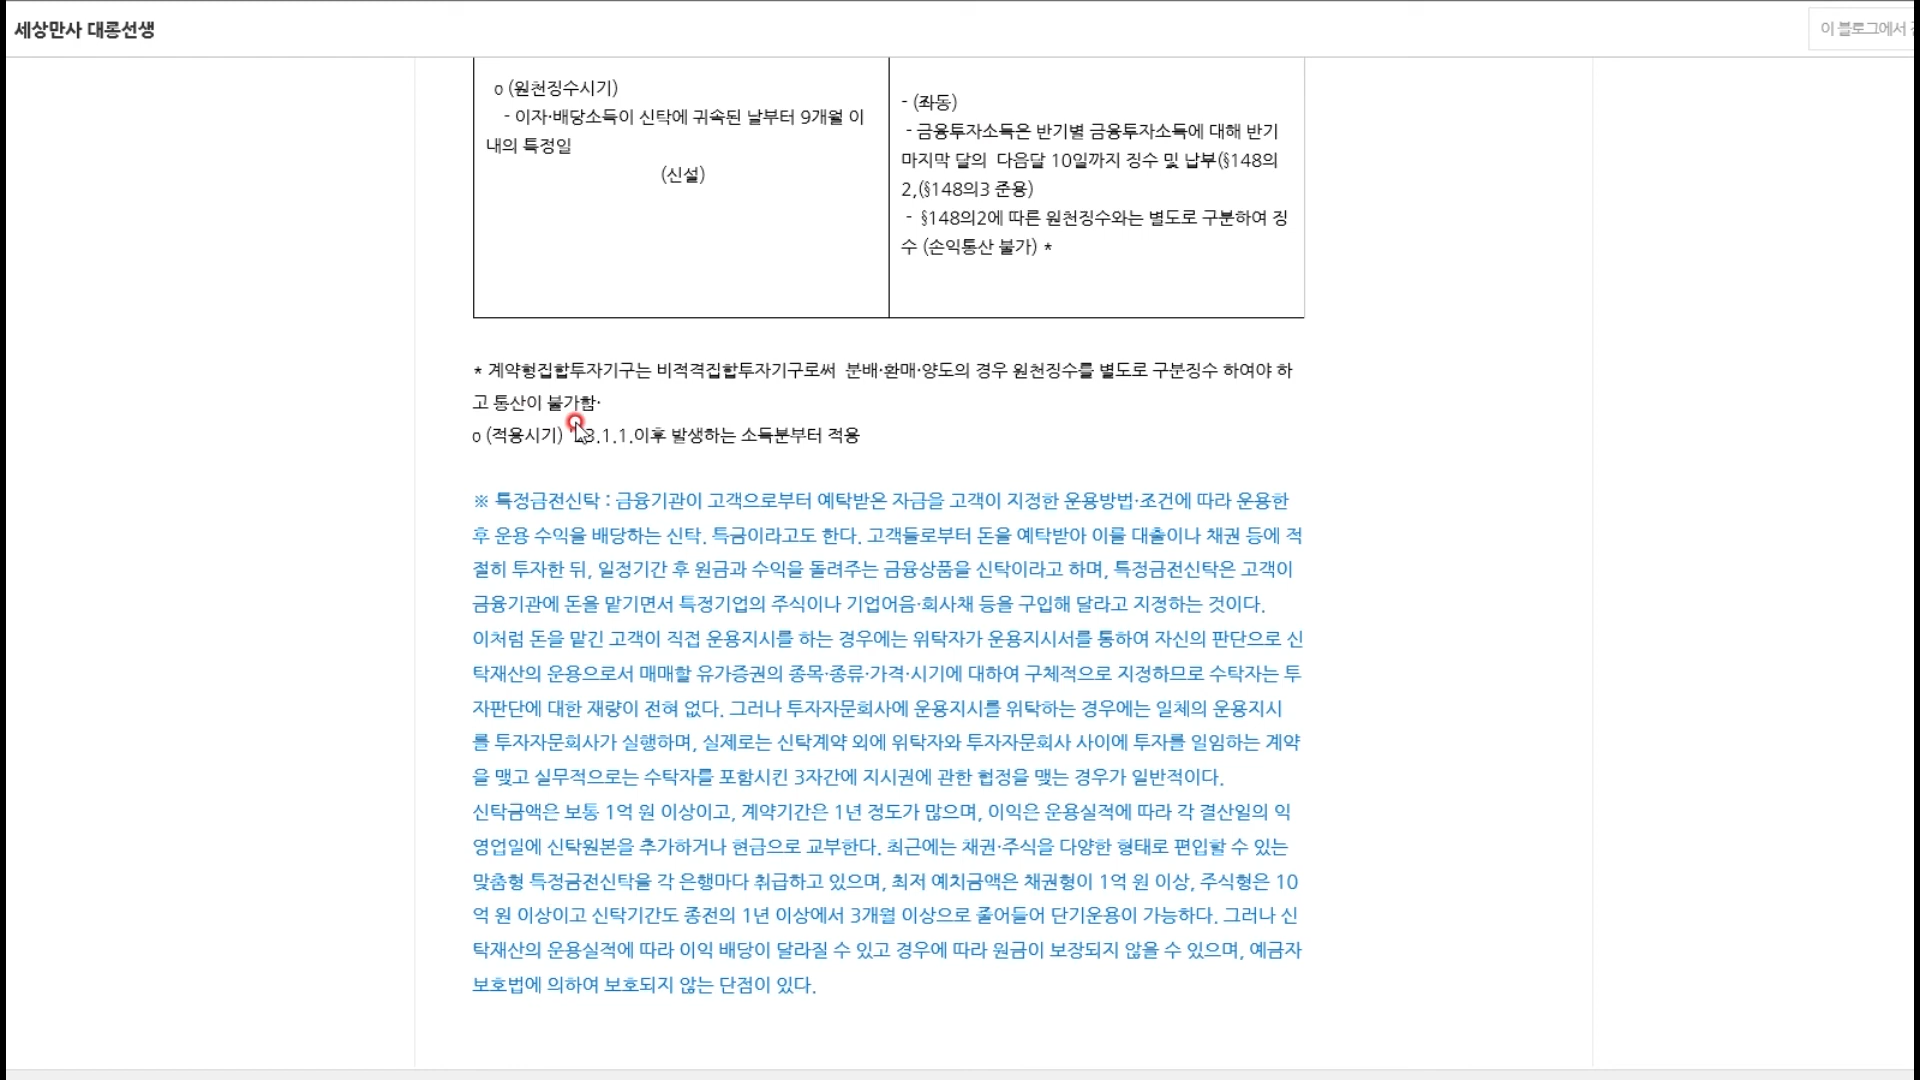 세상만사 대롱선생
이 블로그에서
o (원천징수시기)
- 이자·배당소득이 신탁에 귀속된 날부터 9개월 이
내의 특정일
(신설)
- (좌동)
- 금융투자소득은 반기별 금융투자소득에 대해 반기
마지막 달의 다음달 10일까지 징수 및 납부(§148의
2,(§148의3 준용)
- §148의2에 따른 원천징수와는 별도로 구분하여 징
수 (손익통산 불가) *
* 계약형집합투자기구는 비적격집합투자기구로써 분배·환매·양도의 경우 원천징수를 별도로 구분징수 하여야 하
고 통산이 불가함·
o (적용시기) 3.1.1.이후 발생하는 소득분부터 적용
※ 특정금전신탁 : 금융기관이 고객으로부터 예탁받은 자금을 고객이 지정한 운용방법·조건에 따라 운용한
후 운용 수익을 배당하는 신탁. 특금이라고도 한다. 고객들로부터 돈을 예탁받아 이를 대출이나 채권 등에 적
절히 투자한 뒤, 일정기간 후 원금과 수익을 돌려주는 금융상품을 신탁이라고 하며, 특정금전신탁은 고객이
금융기관에 돈을 맡기면서 특정기업의 주식이나 기업어음·회사채 등을 구입해 달라고 지정하는 것이다.
이처럼 돈을 맡긴 고객이 직접 운용지시를 하는 경우에는 위탁자가 운용지시서를 통하여 자신의 판단으로 신
탁재산의 운용으로서 매매할 유가증권의 종목·종류·가격·시기에 대하여 구체적으로 지정하므로 수탁자는 투
자판단에 대한 재량이 전혀 없다. 그러나 투자자문회사에 운용지시를 위탁하는 경우에는 일체의 운용지시
를 투자자문회사가 실행하며, 실제로는 신탁계약 외에 위탁자와 투자자문회사 사이에 투자를 일임하는 계약
을 맺고 실무적으로는 수탁자를 포함시킨 3자간에 지시권에 관한 협정을 맺는 경우가 일반적이다.
신탁금액은 보통 1억 원 이상이고, 계약기간은 1년 정도가 많으며, 이익은 운용실적에 따라 각 결산일의 익
영업일에 신탁원본을 추가하거나 현금으로 교부한다. 최근에는 채권·주식을 다양한 형태로 편입할 수 있는
맞춤형 특정금전신탁을 각 은행마다 취급하고 있으며, 최저 예치금액은 채권형이 1억 원 이상, 주식형은 10
억 원 이상이고 신탁기간도 종전의 1년 이상에서 3개월 이상으로 줄어들어 단기운용이 가능하다. 그러나 신
탁재산의 운용실적에 따라 이익 배당이 달라질 수 있고 경우에 따라 원금이 보장되지 않을 수 있으며, 예금자
보호법에 의하여 보호되지 않는 단점이 있다.